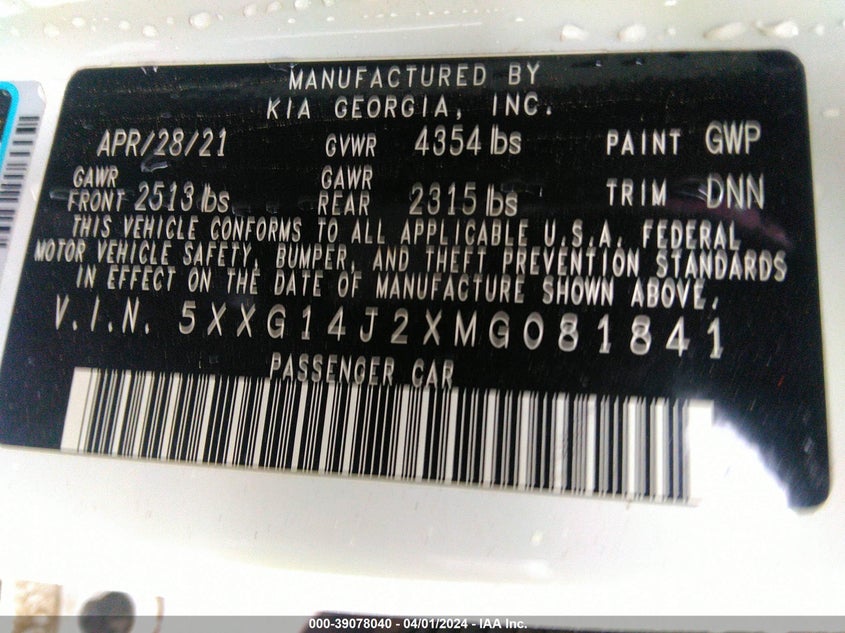 MANUFACTURED BY
KIA GEORGIA, INC.
APR/28/21 GVWR 4354 lbs PAINT GWP
GAWR FRONT 2513 lbs GAWR REAR 2315 lbs TRIM DNN
THIS VEHICLE CONFORMS TO ALL APPLICABLE U.S.A. FEDERAL
MOTOR VEHICLE SAFETY, BUMPER, AND THEFT PREVENTION STANDARDS
IN EFFECT ON THE DATE OF MANUFACTURE SHOWN ABOVE.
V.I.N. 5XXG14J2XMG081841
PASSENGER CAR
000-39078040 - 04/01/2024 - IAA Inc.